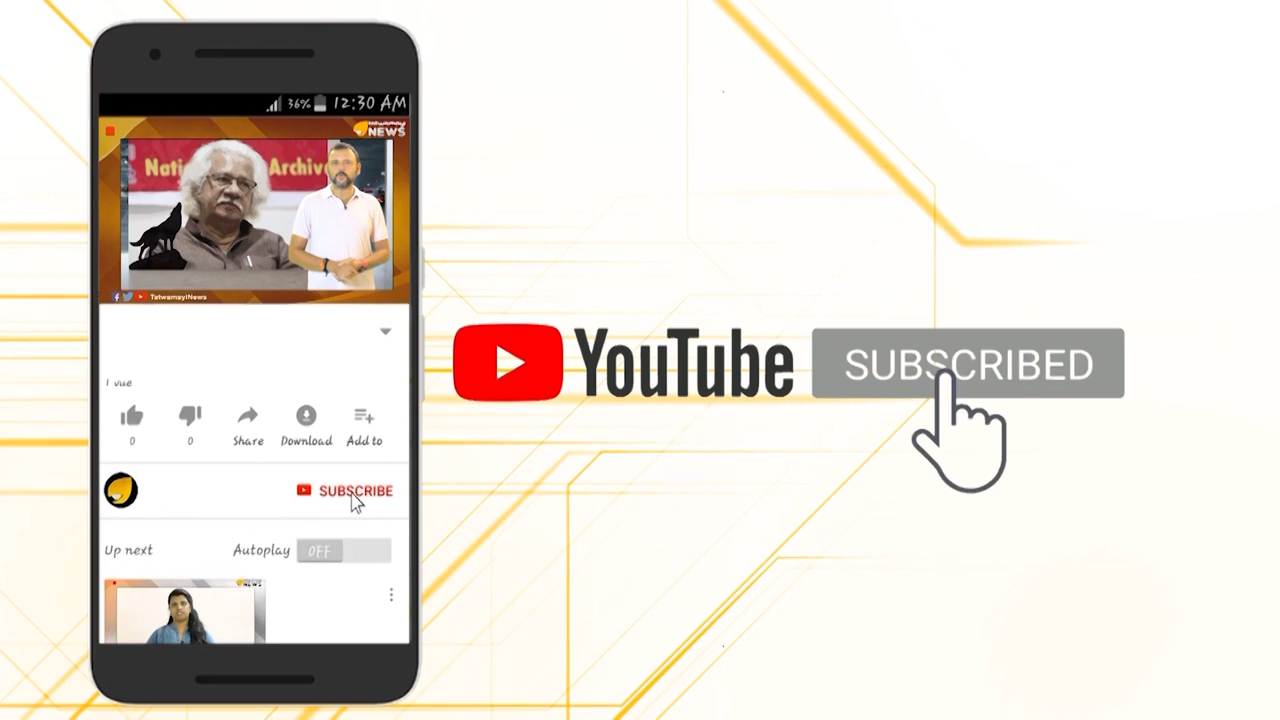 36% 12:30 AM
NEWS
Archiv
TatwamayiNews
1 vue
0 0 Share Download Add to
SUBSCRIBE
Up next Autoplay OFF
NEWS
YouTube SUBSCRIBED